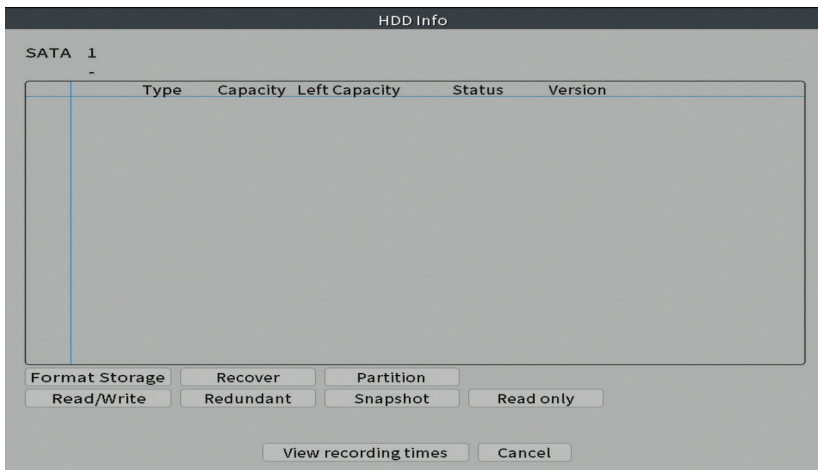 HDD Info
SATA 1
-
Type Capacity Left Capacity Status Version
Format Storage Recover Partition
Read/Write Redundant Snapshot Read only
View recording times Cancel